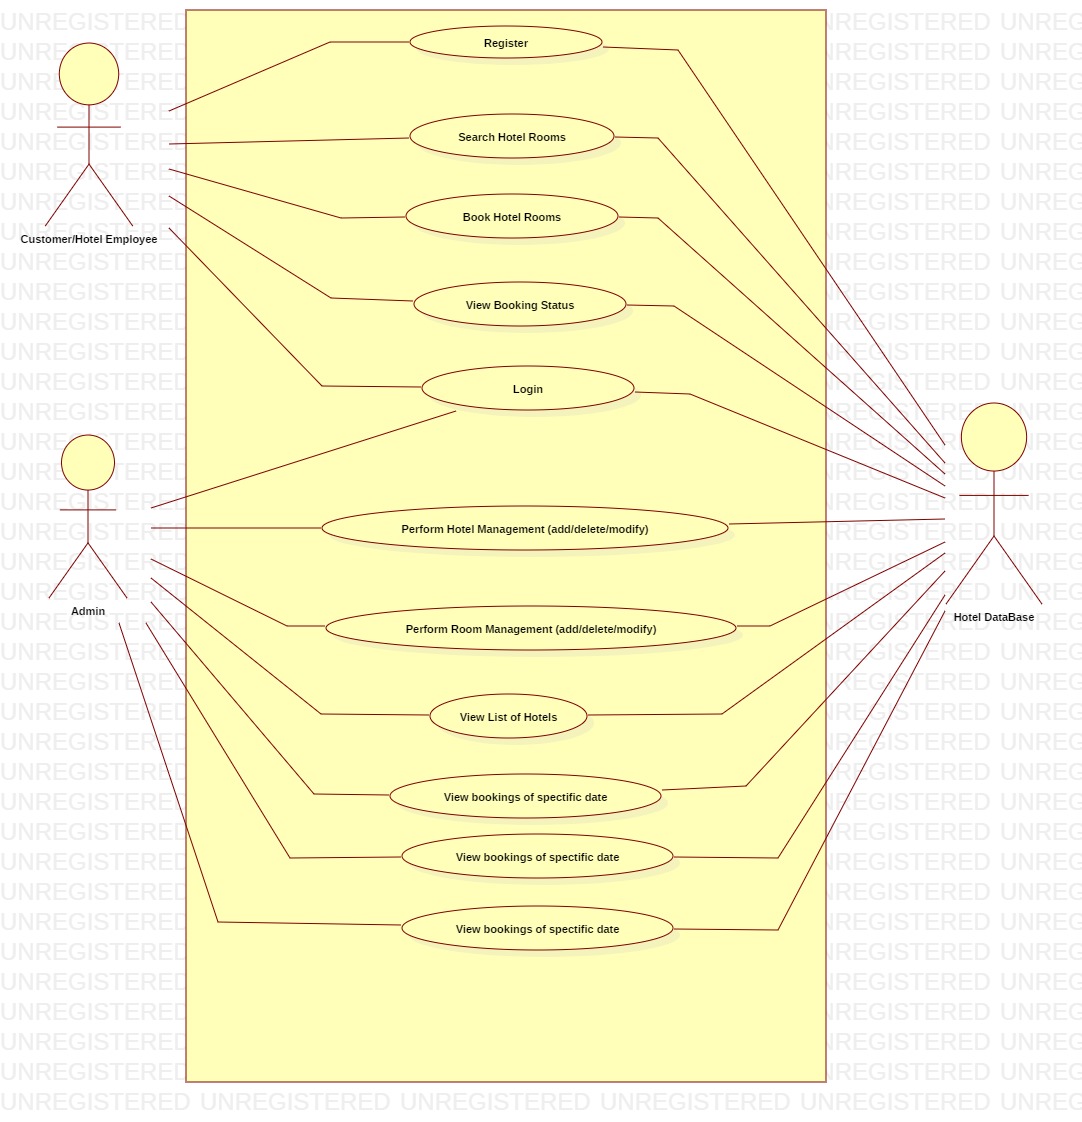 Register
Search Hotel Rooms
Book Hotel Rooms
Customer/Hotel Employee
View Booking Status
Login
Perform Hotel Management (add/delete/modify)
Admin
Hotel DataBase
Perform Room Management (add/delete/modify)
View List of Hotels
View bookings of spectific date
View bookings of spectific date
View bookings of spectific date
UNREGISTERED UNREGISTERED UNREGISTERED UNREGISTERED UNREGISTERED UNREG